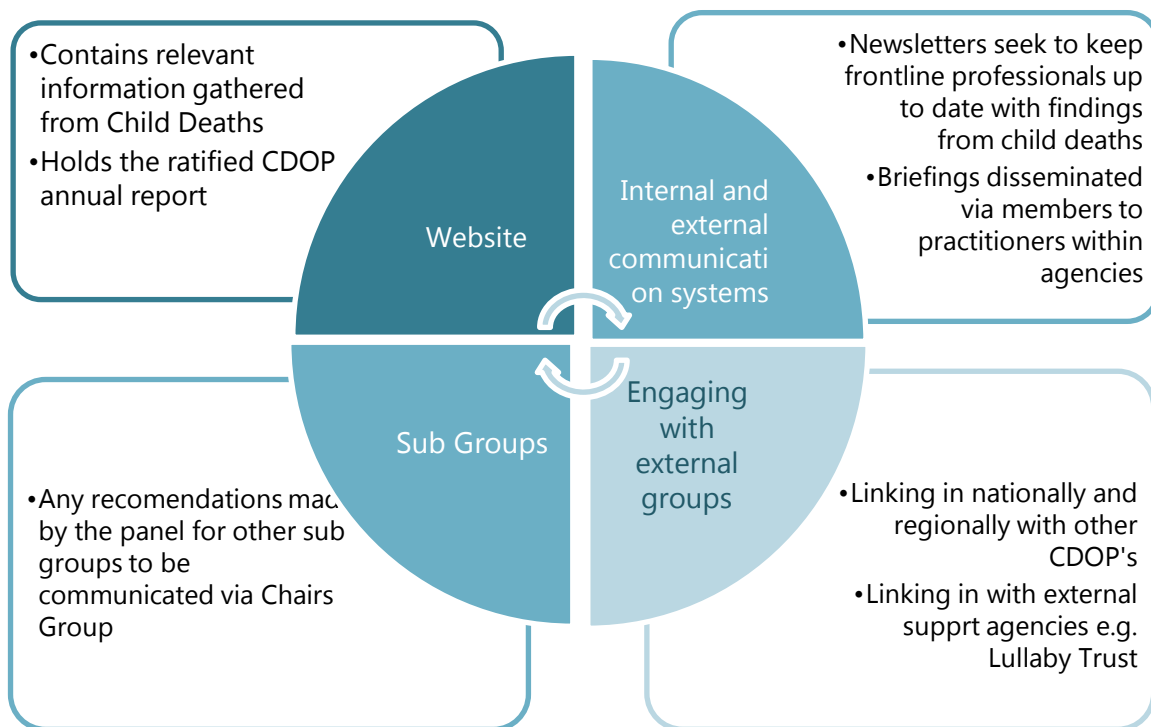 •Contains relevant
information gathered
from Child Deaths
•Holds the ratified CDOP
annual report
Website
•Newsletters seek to keep
frontline professionals up
to date with findings
from child deaths
•Briefings disseminated
via members to
practitioners within
agencies
Internal and
external
communicati
on systems
•Any recomendations
by the panel for other sub
groups to be
communicated via Chairs
Group
Sub Groups
Engaging
with
external
groups
•Linking in nationally and
regionally with other
CDOP's
•Linking in with external
supprt agencies e.g.
Lullaby Trust